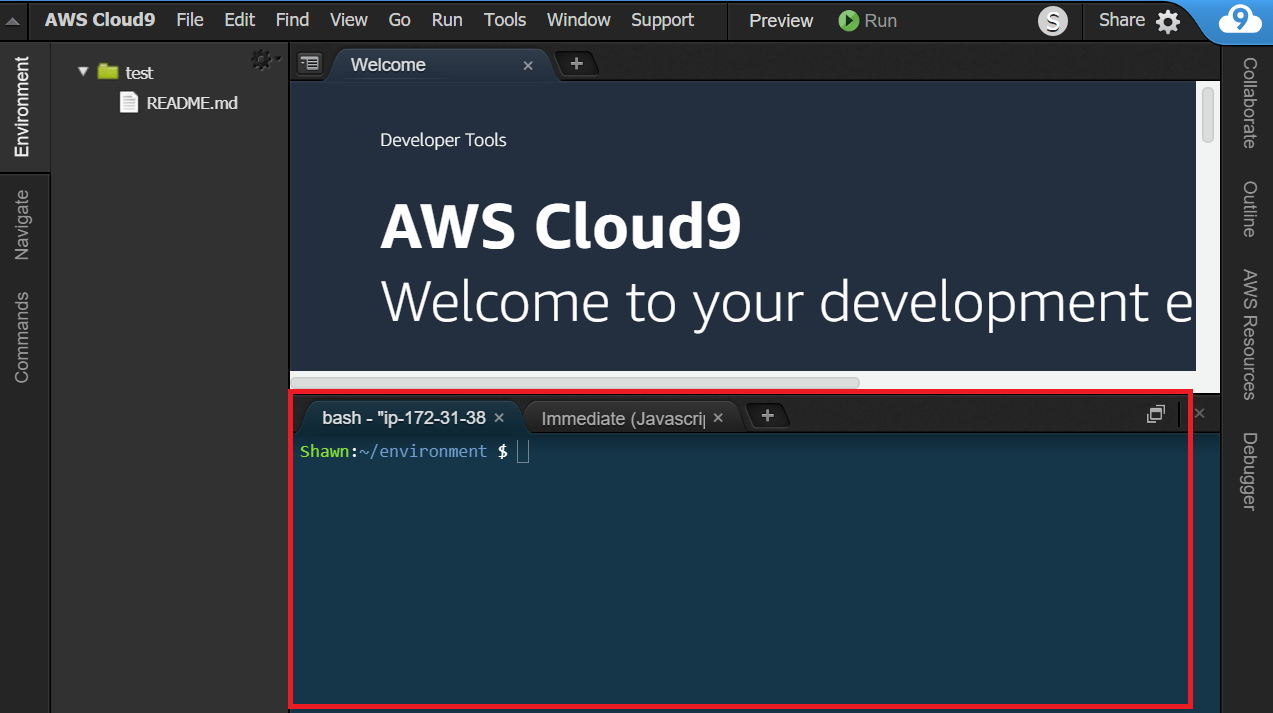 AWS Cloud9 File Edit Find View Go Run Tools Window Support Preview Run S Share 9
Environment
Navigate
Commands
test
README.md
Welcome
Developer Tools
AWS Cloud9
Welcome to your development e
bash - "ip-172-31-38 Immediate (Javascrip
Shawn:~/environment $
Collaborate
Outline
AWS Resources
Debugger